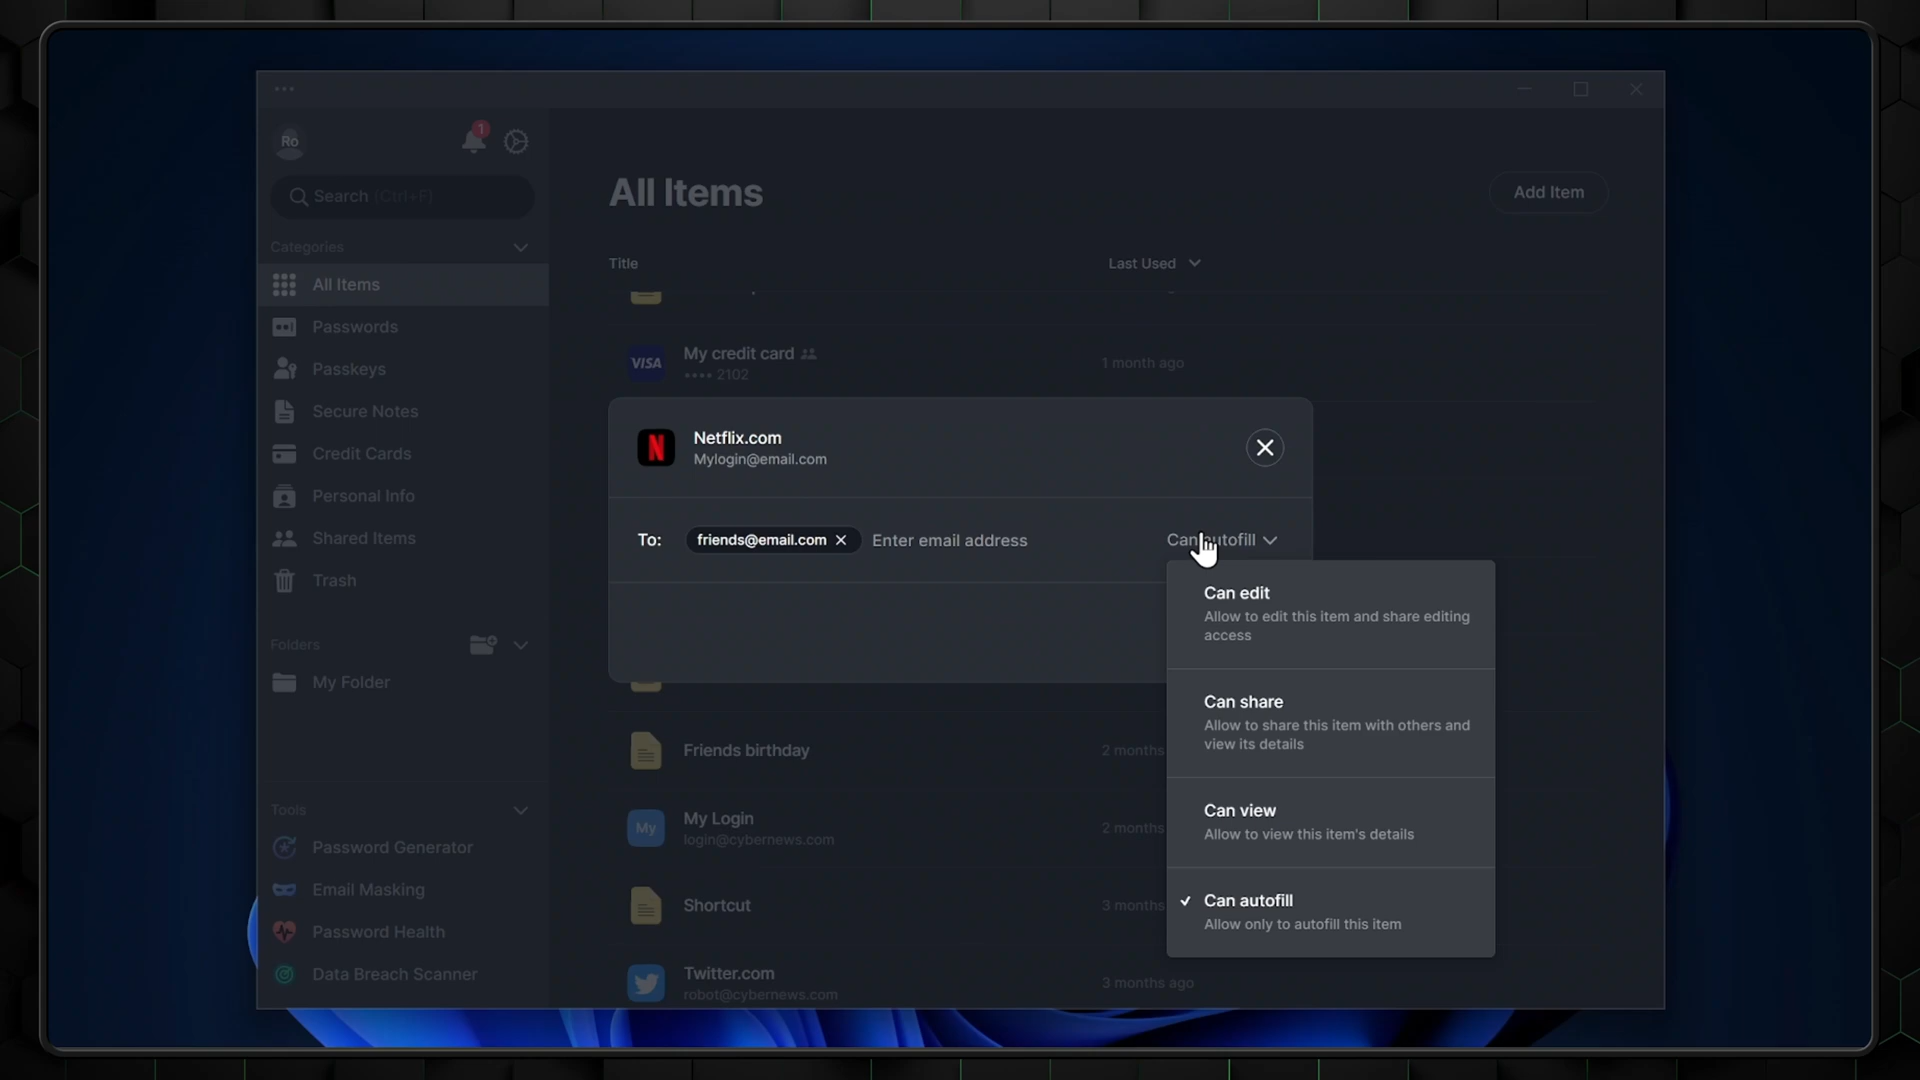 Ro
1
Search (Ctrl+F)
Categories
All Items
Passwords
Passkeys
Secure Notes
Credit Cards
Personal Info
Shared Items
Trash
Folders
My Folder
Tools
Password Generator
Email Masking
Password Health
Data Breach Scanner
All Items
Add Item
Title
Last Used
VISA
My credit card
•••• 2102
1 month ago
N
Netflix.com
Mylogin@email.com
To:
friends@email.com
Enter email address
Can autofill
Can edit
Allow to edit this item and share editing
access
Can share
Allow to share this item with others and
view its details
Can view
Allow to view this item's details
Can autofill
Allow only to autofill this item
Friends birthday
2 months
My
My Login
login@cybernews.com
2 months
Shortcut
3 months
Twitter.com
robot@cybernews.com
3 months ago